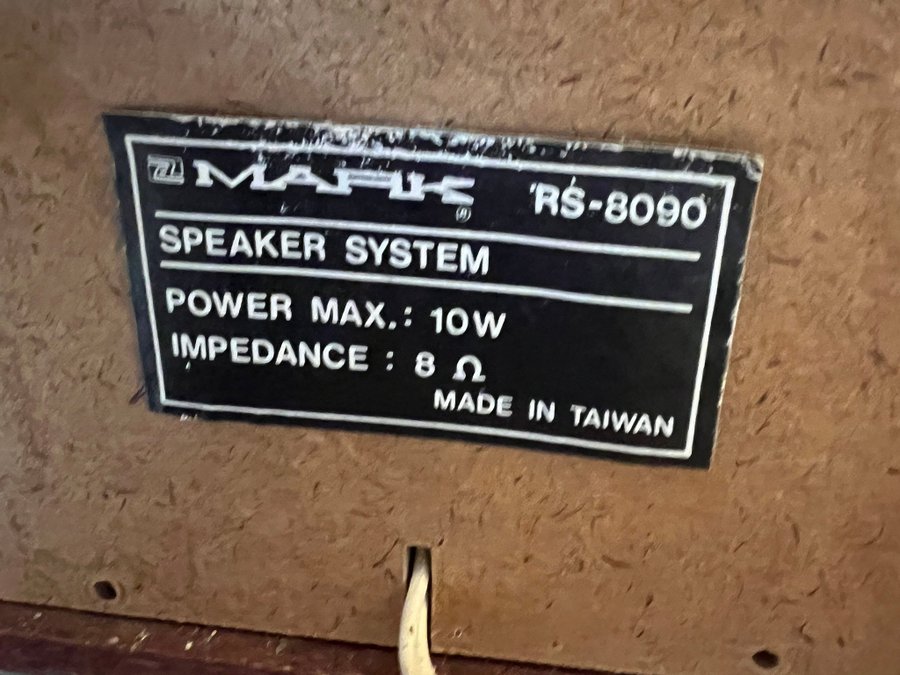 MARK ® RS-8090
SPEAKER SYSTEM
POWER MAX.: 10W
IMPEDANCE : 8 Ω
MADE IN TAIWAN